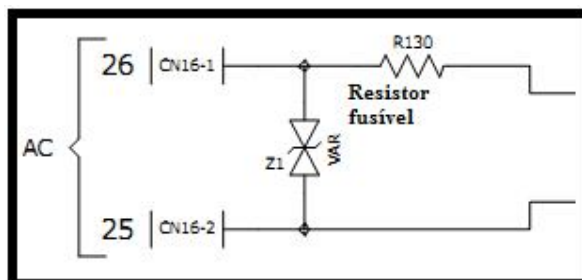 R130
26
CN16-1
Resistor
fusível
AC
Z1
VAR
25
CN16-2